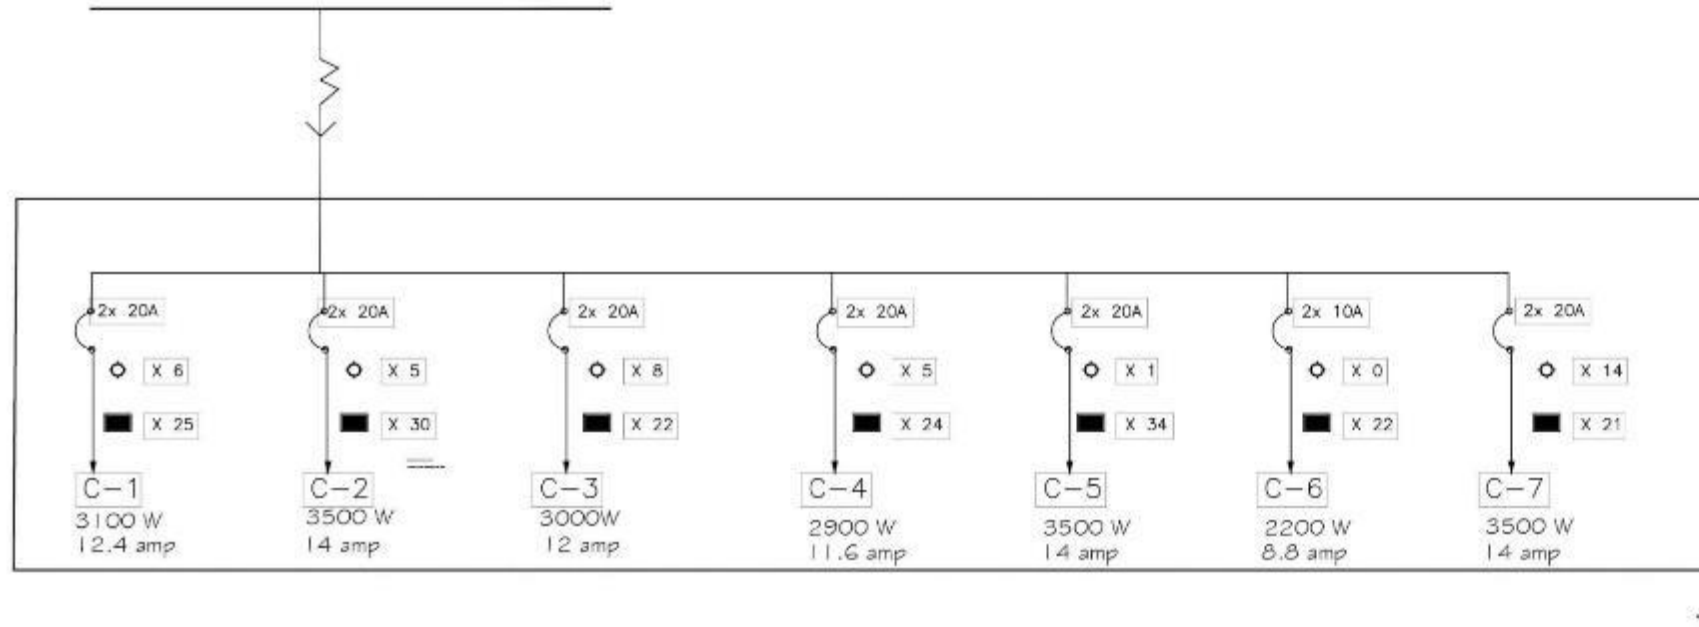 2x 20A
2x 20A
2x 20A
2x 20A
2x 20A
2x 10A
2x 20A
X 6
X 5
X 8
X 5
X 1
X 0
X 14
X 25
X 30
X 22
X 24
X 34
X 22
X 21
C-1
C-2
C-3
C-4
C-5
C-6
C-7
3100 W
3500 W
3000W
2900 W
3500 W
2200 W
3500 W
12.4 amp
14 amp
12 amp
11.6 amp
14 amp
8.8 amp
14 amp